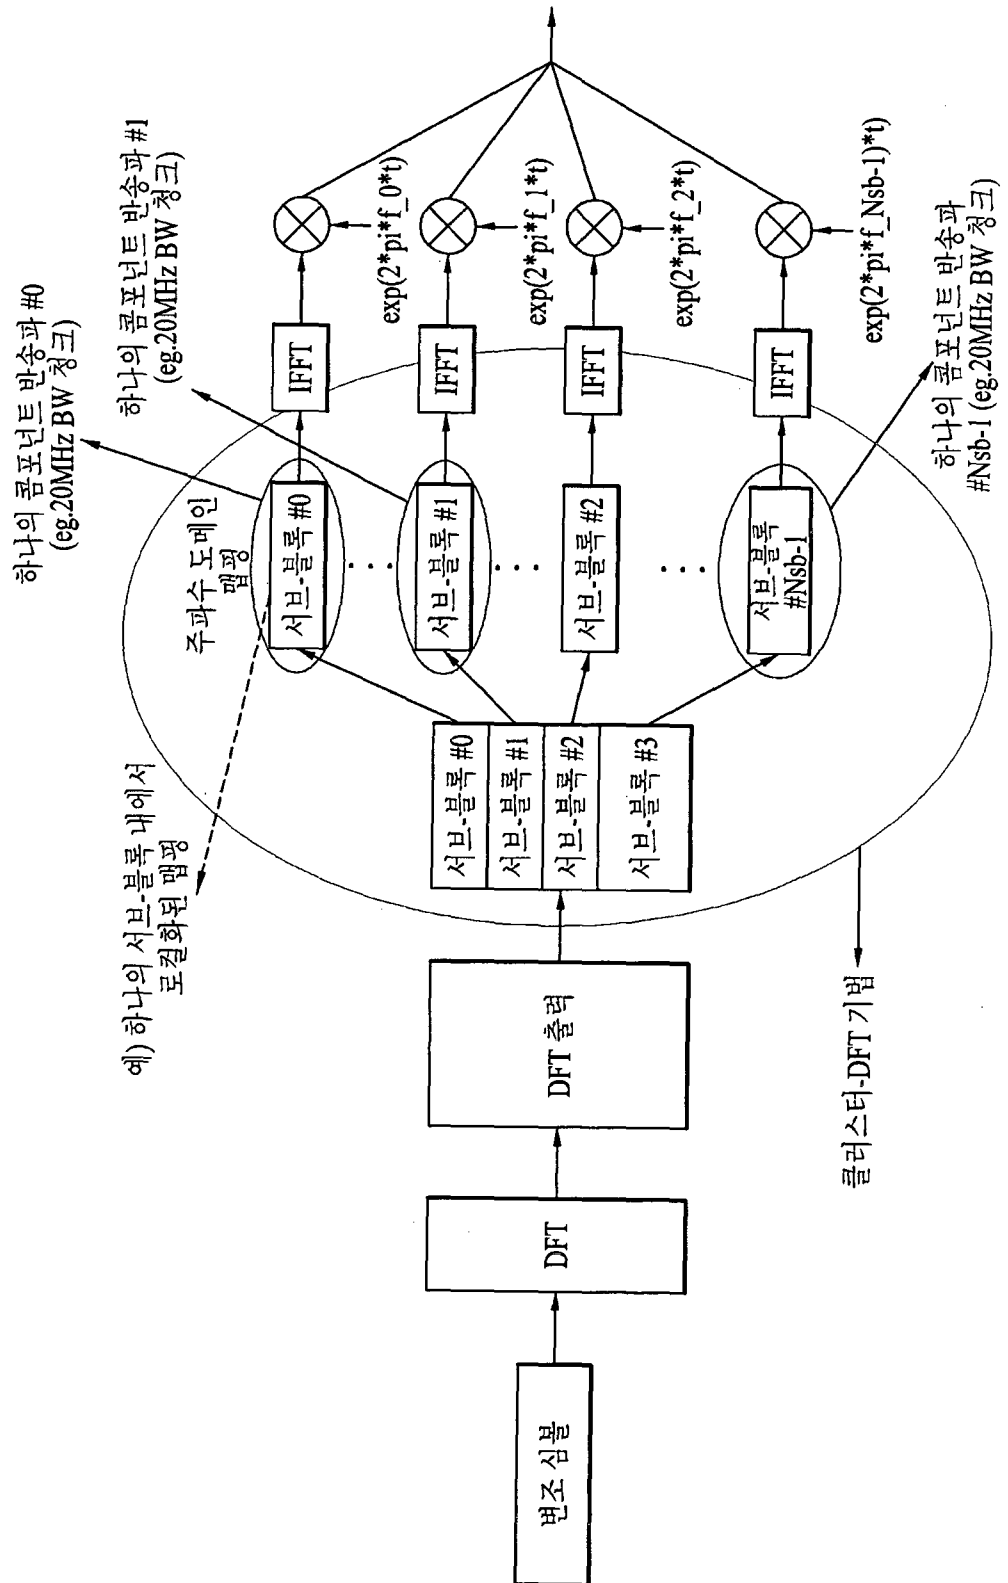 하나의 콤포넌트 반송파 #0
(eg.20MHz BW 청크)
하나의 콤포넌트 반송파 #1
(eg.20MHz BW 청크)
예) 하나의 서브-블록 내에서
로컬화된 맵핑
주파수 도메인
맵핑
변조 심볼
DFT
DFT 출력
서브-블록 #0
서브-블록 #1
서브-블록 #2
서브-블록 #3
서브-블록 #0
IFFT
exp(2*pi*f_0*t)
서브-블록 #1
IFFT
exp(2*pi*f_1*t)
서브-블록 #2
IFFT
exp(2*pi*f_2*t)
서브-블록
#Nsb-1
IFFT
exp(2*pi*f_Nsb-1)*t)
하나의 콤포넌트 반송파
#Nsb-1 (eg.20MHz BW 청크)
클러스터-DFT 기법